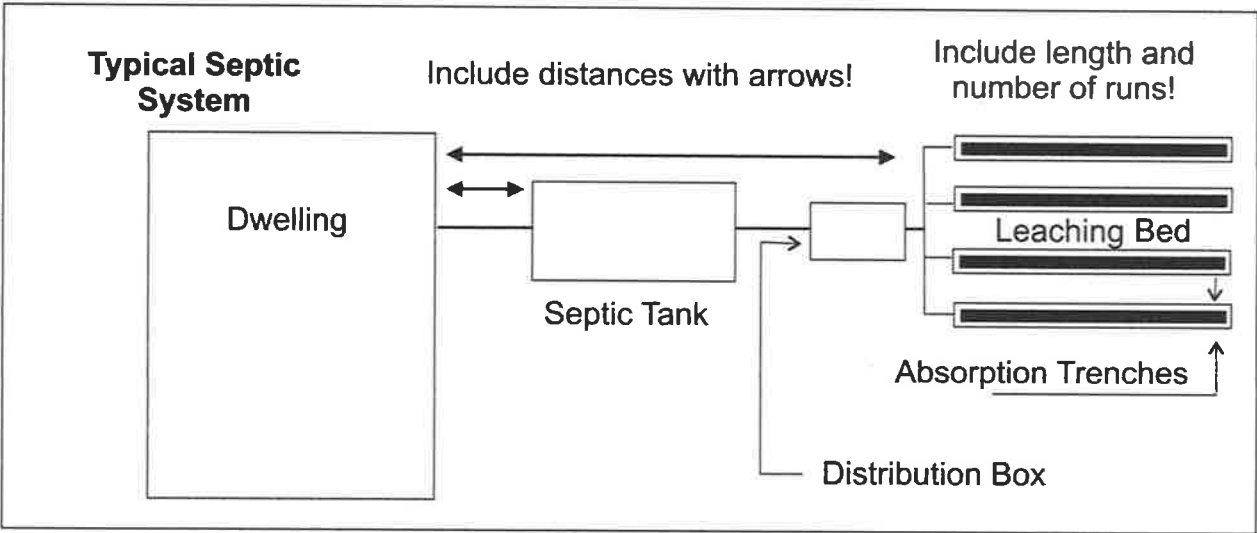 Typical Septic
System
Include distances with arrows!
Include length and
number of runs!
Dwelling
Septic Tank
Leaching Bed
Absorption Trenches
Distribution Box